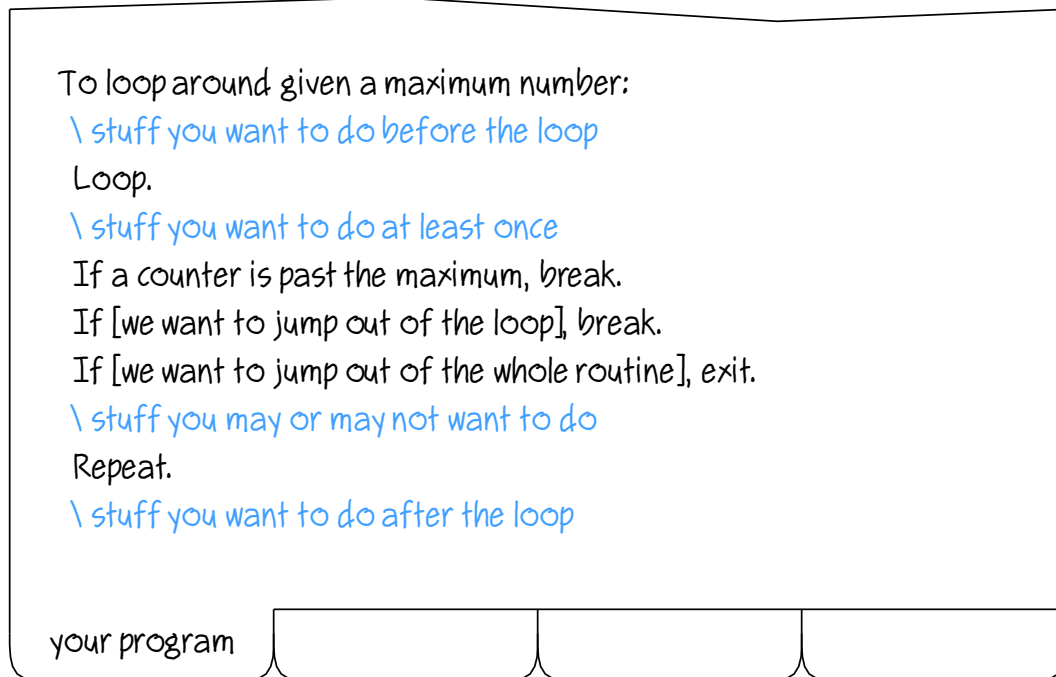 To loop around given a maximum number:
\ stuff you want to do before the loop
Loop.
\ stuff you want to do at least once
If a counter is past the maximum, break.
If [we want to jump out of the loop], break.
If [we want to jump out of the whole routine], exit.
\ stuff you may or may not want to do
Repeat.
\ stuff you want to do after the loop
your program